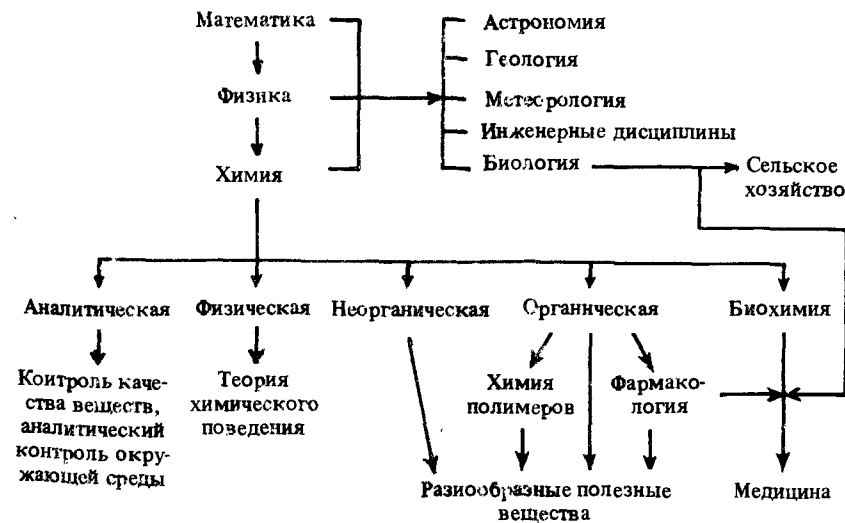 Математика
Астрономия
Геология
Физика
Метеорология
Инженерные дисциплины
Химия
Биология
Сельское
хозяйство
Аналитическая
Физическая
Неорганическая
Органическая
Биохимия
Контроль каче-
ства веществ,
аналитический
контроль окру-
жающей среды
Теория
химического
поведения
Химия
полимеров
Фармако-
логия
Разнообразные полезные
вещества
Медицина